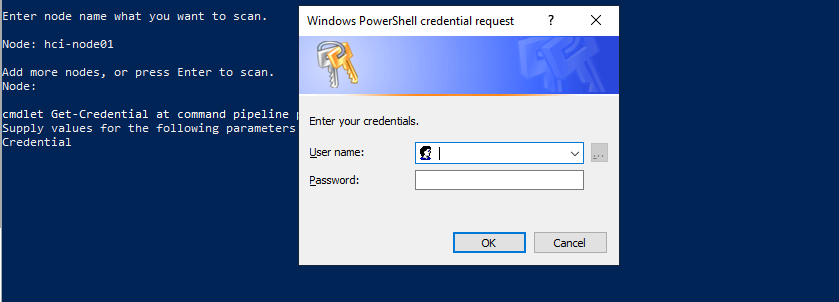 Enter node name what you want to scan.
Node: hci-node01
Add more nodes, or press Enter to scan.
Node:
cmdlet Get-Credential at command pipeline
Supply values for the following parameters
Credential
Windows PowerShell credential request
?
Enter your credentials.
User name:
...
Password:
OK
Cancel